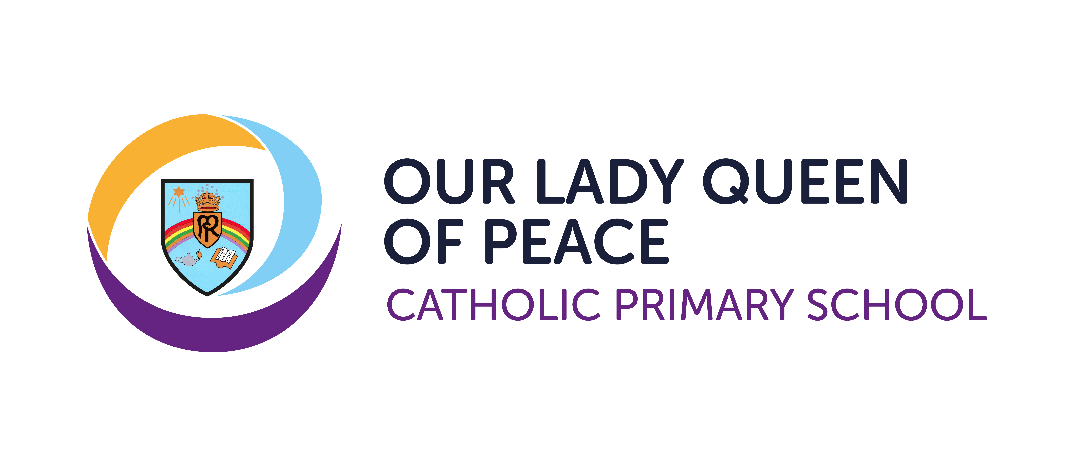 OUR LADY QUEEN
OF PEACE
CATHOLIC PRIMARY SCHOOL